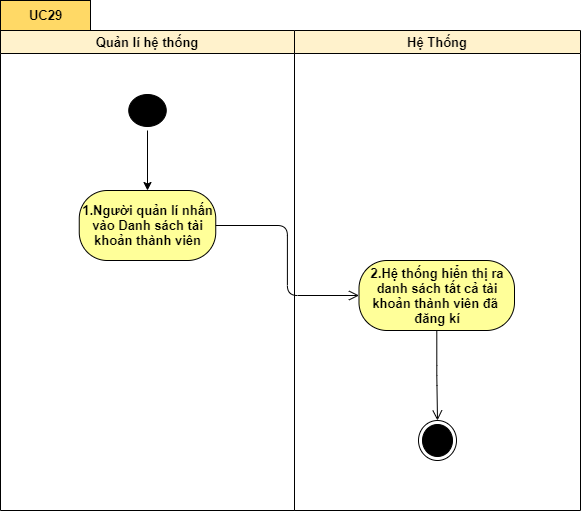 UC29
Quản lí hệ thống
Hệ Thống
1.Người quản lí nhấn
vào Danh sách tài
khoản thành viên
2.Hệ thống hiển thị ra
danh sách tất cả tài
khoản thành viên đã
đăng kí